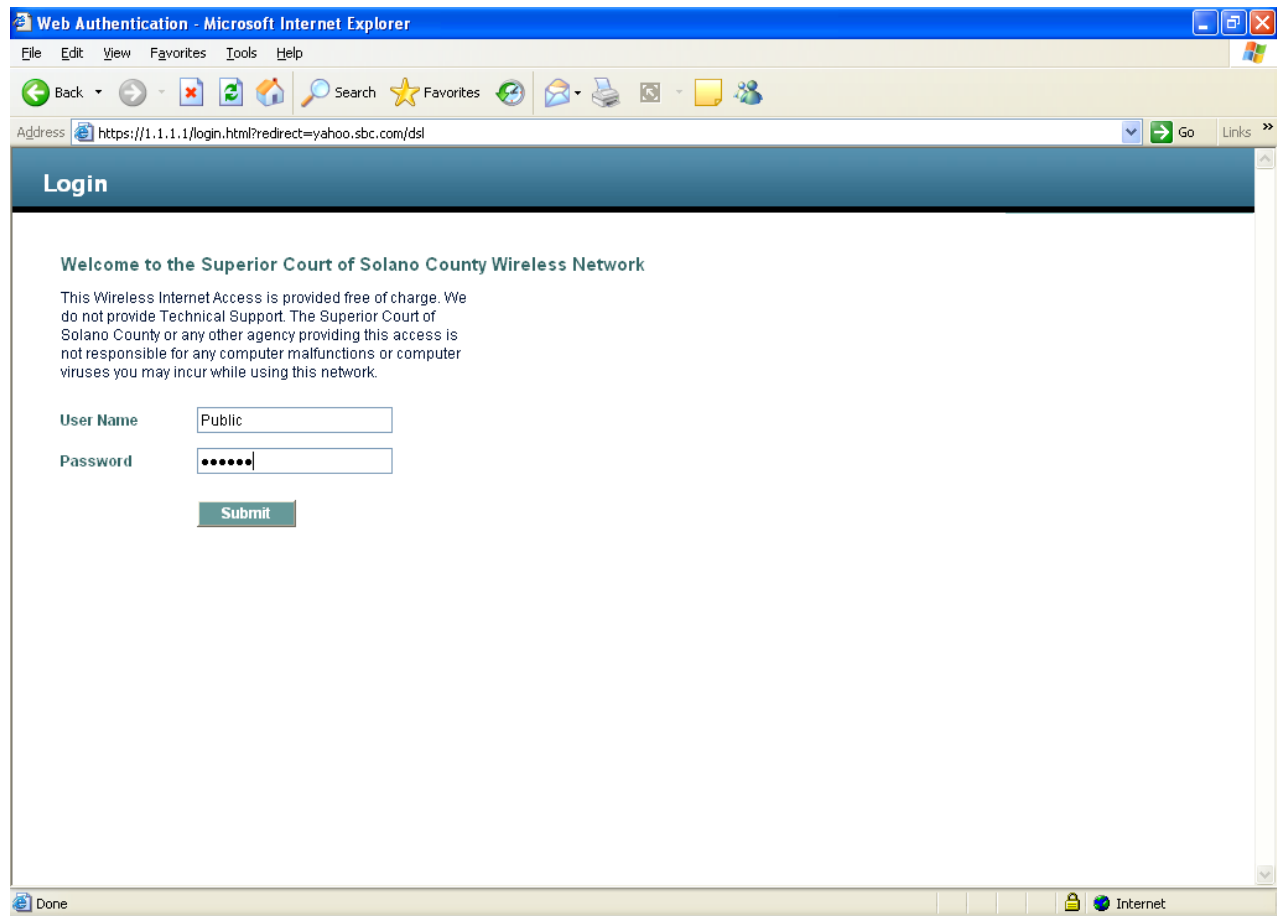 Web Authentication - Microsoft Internet Explorer
File Edit View Favorites Tools Help
Back Search Favorites
Address https://1.1.1.1/login.html?redirect=yahoo.sbc.com/dsl Go Links »
Login
Welcome to the Superior Court of Solano County Wireless Network
This Wireless Internet Access is provided free of charge. We
do not provide Technical Support. The Superior Court of
Solano County or any other agency providing this access is
not responsible for any computer malfunctions or computer
viruses you may incur while using this network.
User Name Public
Password ••••••
Submit
Done Internet